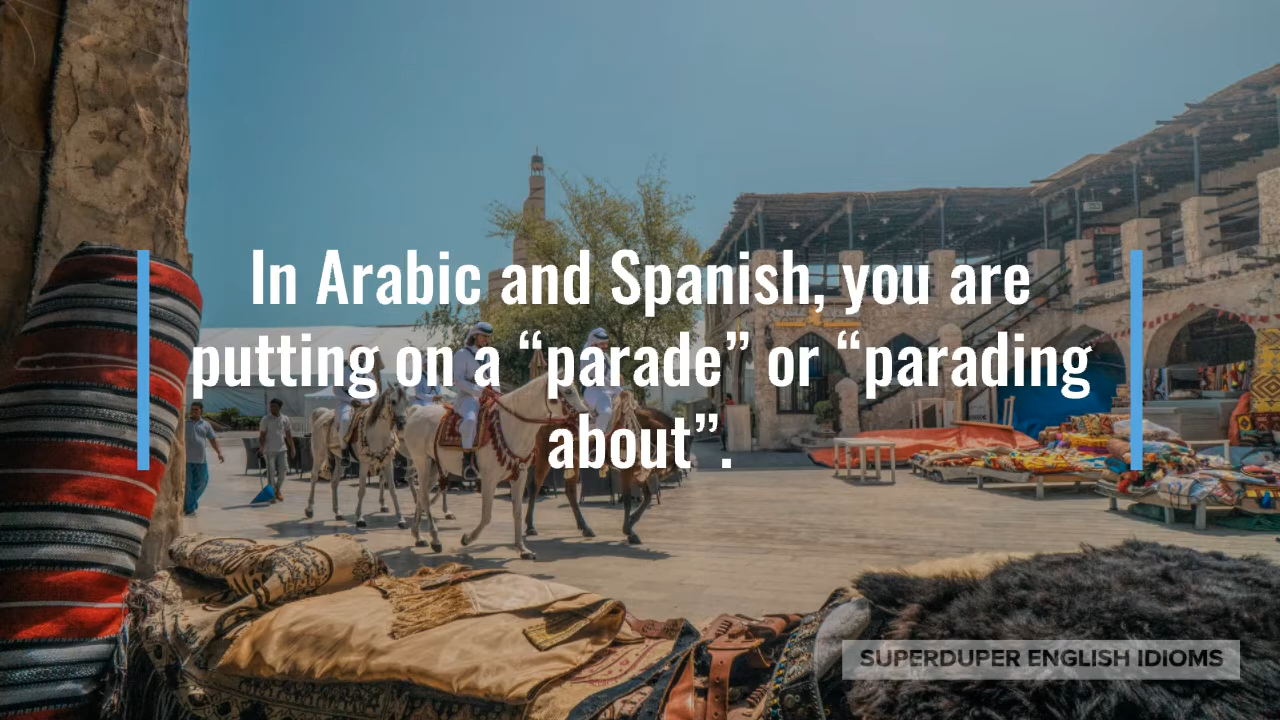 In Arabic and Spanish, you are
putting on a “parade” or “parading
about”.
SUPERDUPER ENGLISH IDIOMS